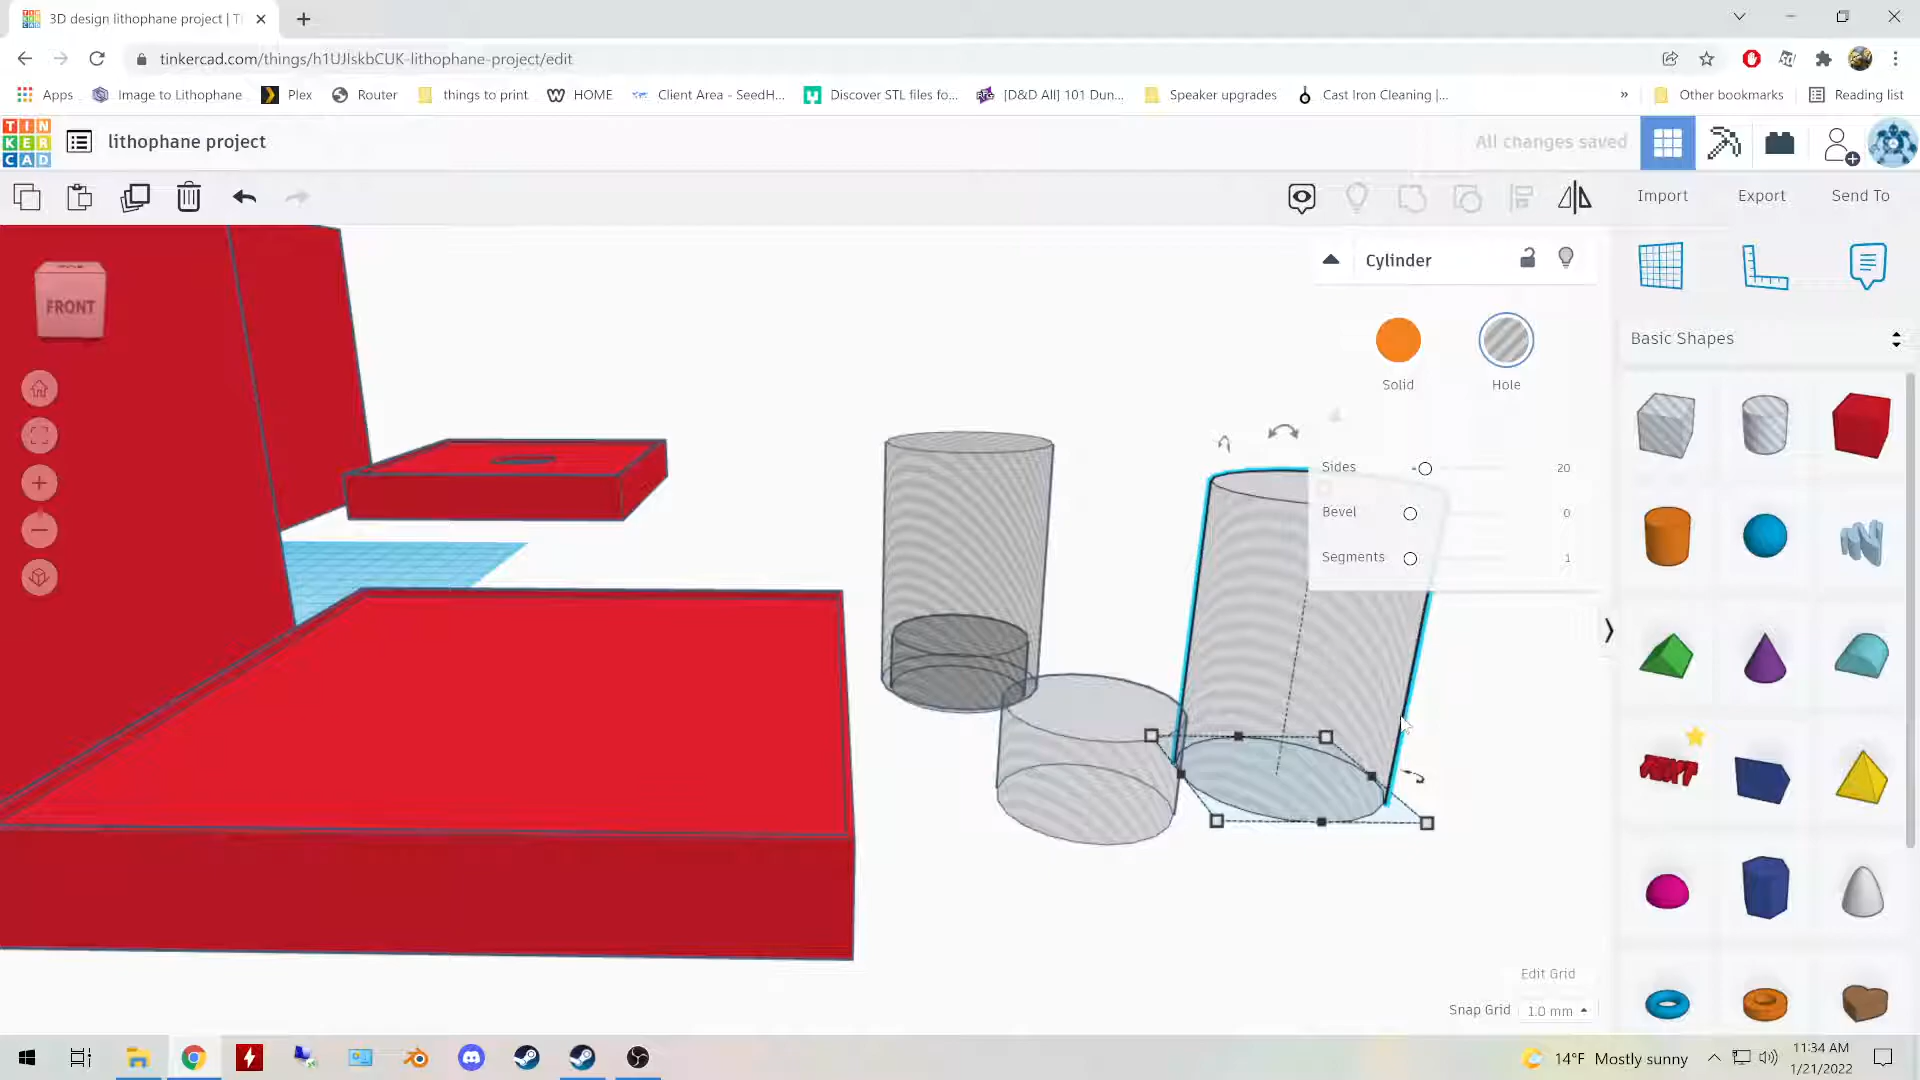 3D design lithophane project | Ti
tinkercad.com/things/h1UJIskbCUK-lithophane-project/edit
Apps
Image to Lithophane
Plex
Router
things to print
HOME
Client Area - SeedH...
Discover STL files fo...
[D&D All] 101 Dun...
Speaker upgrades
Cast Iron Cleaning |...
»
Other bookmarks
Reading list
TIN
KER
CAD
lithophane project
All changes saved
Import
Export
Send To
FRONT
Cylinder
Solid
Hole
Sides
20
Bevel
0
Segments
1
Basic Shapes
Edit Grid
Snap Grid
1.0 mm
14°F Mostly sunny
11:34 AM
1/21/2022